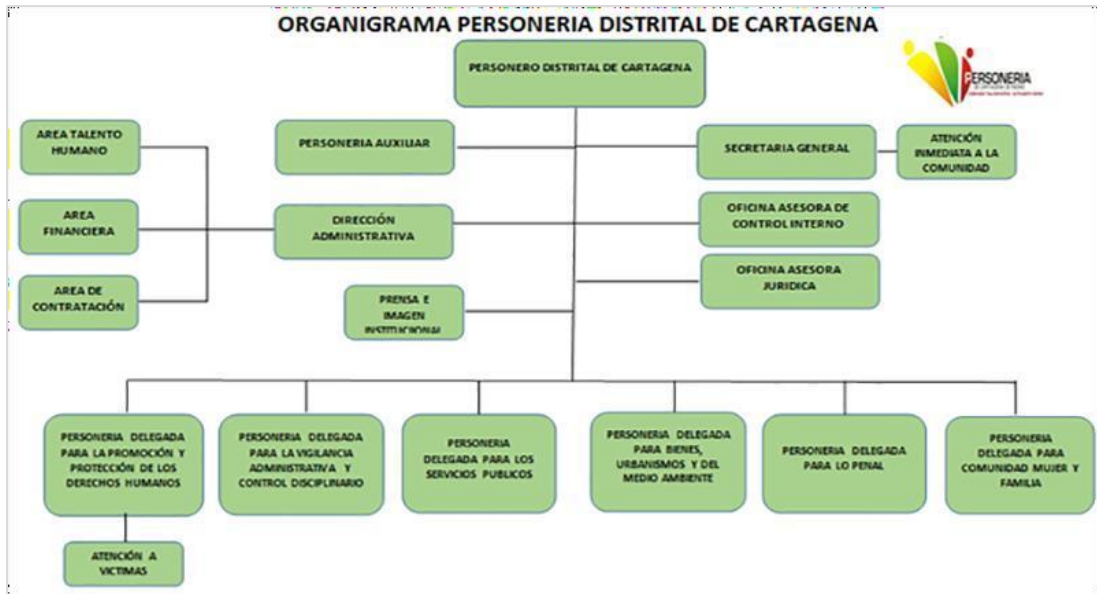 ORGANIGRAMA PERSONERIA DISTRITAL DE CARTAGENA
PERSONERO DISTRITAL DE CARTAGENA
PERSONERIA
AREA TALENTO
HUMANO
PERSONERIA AUXILIAR
SECRETARIA GENERAL
ATENCIÓN
INMEDIATA A LA
COMUNIDAD
AREA
FINANCIERA
DIRECCIÓN
ADMINISTRATIVA
OFICINA ASESORA DE
CONTROL INTERNO
AREA DE
CONTRATACIÓN
PRENSA E
IMAGEN
INSTITUCIIONAL
OFICINA ASESORA
JURIDICA
PERSONERIA DELEGADA
PARA LA PROMOCIÓN Y
PROTECCIÓN DE LOS
DERECHOS HUMANOS
PERSONERIA DELEGADA
PARA LA VIGILANCIA
ADMINISTRATIVA Y
CONTROL DISCIPLINARIO
PERSONERIA
DELEGADA PARA LOS
SERVICIOS PUBLICOS
PERSONERIA DELEGADA
PARA BIENES,
URBANISMOS Y DEL
MEDIO AMBIENTE
PERSONERIA DELEGADA
PARA LO PENAL
PERSONERIA
DELEGADA PARA
COMUNIDAD MUJER Y
FAMILIA
ATENCIÓN A
VICTIMAS